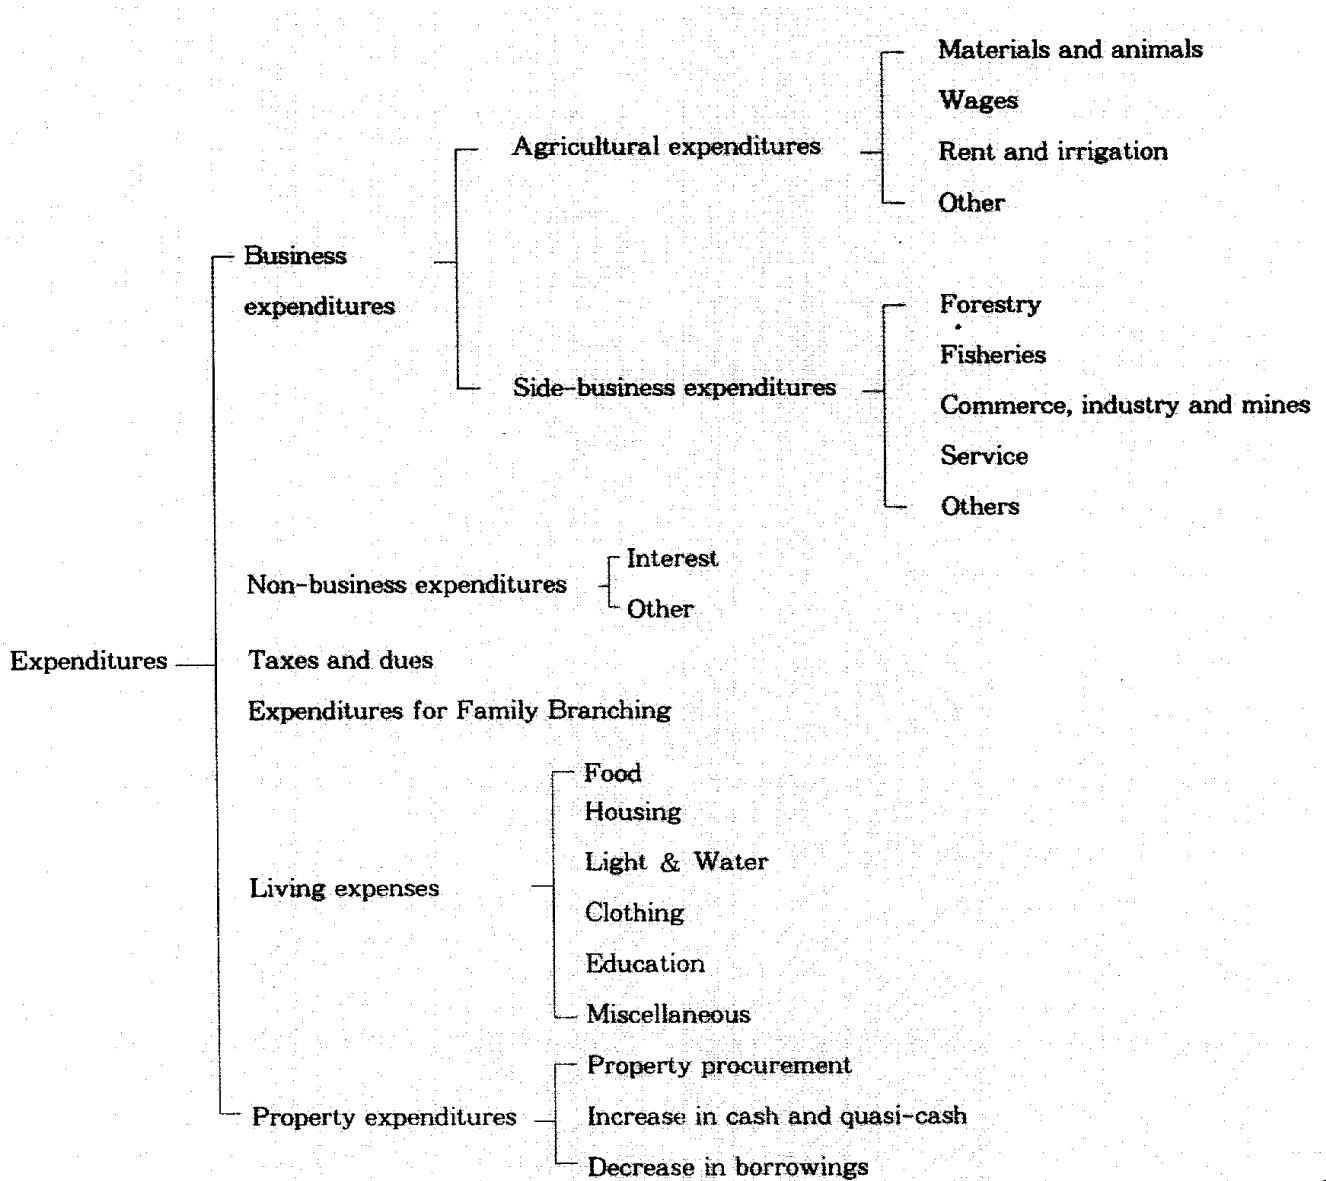 Materials and animals
Wages
Agricultural expenditures
Rent and irrigation
Other
Business
expenditures
Forestry
Fisheries
Side-business expenditures
Commerce, industry and mines
Service
Others
Interest
Non-business expenditures
Other
Expenditures
Taxes and dues
Expenditures for Family Branching
Food
Housing
Light & Water
Living expenses
Clothing
Education
Miscellaneous
Property procurement
Property expenditures
Increase in cash and quasi-cash
Decrease in borrowings